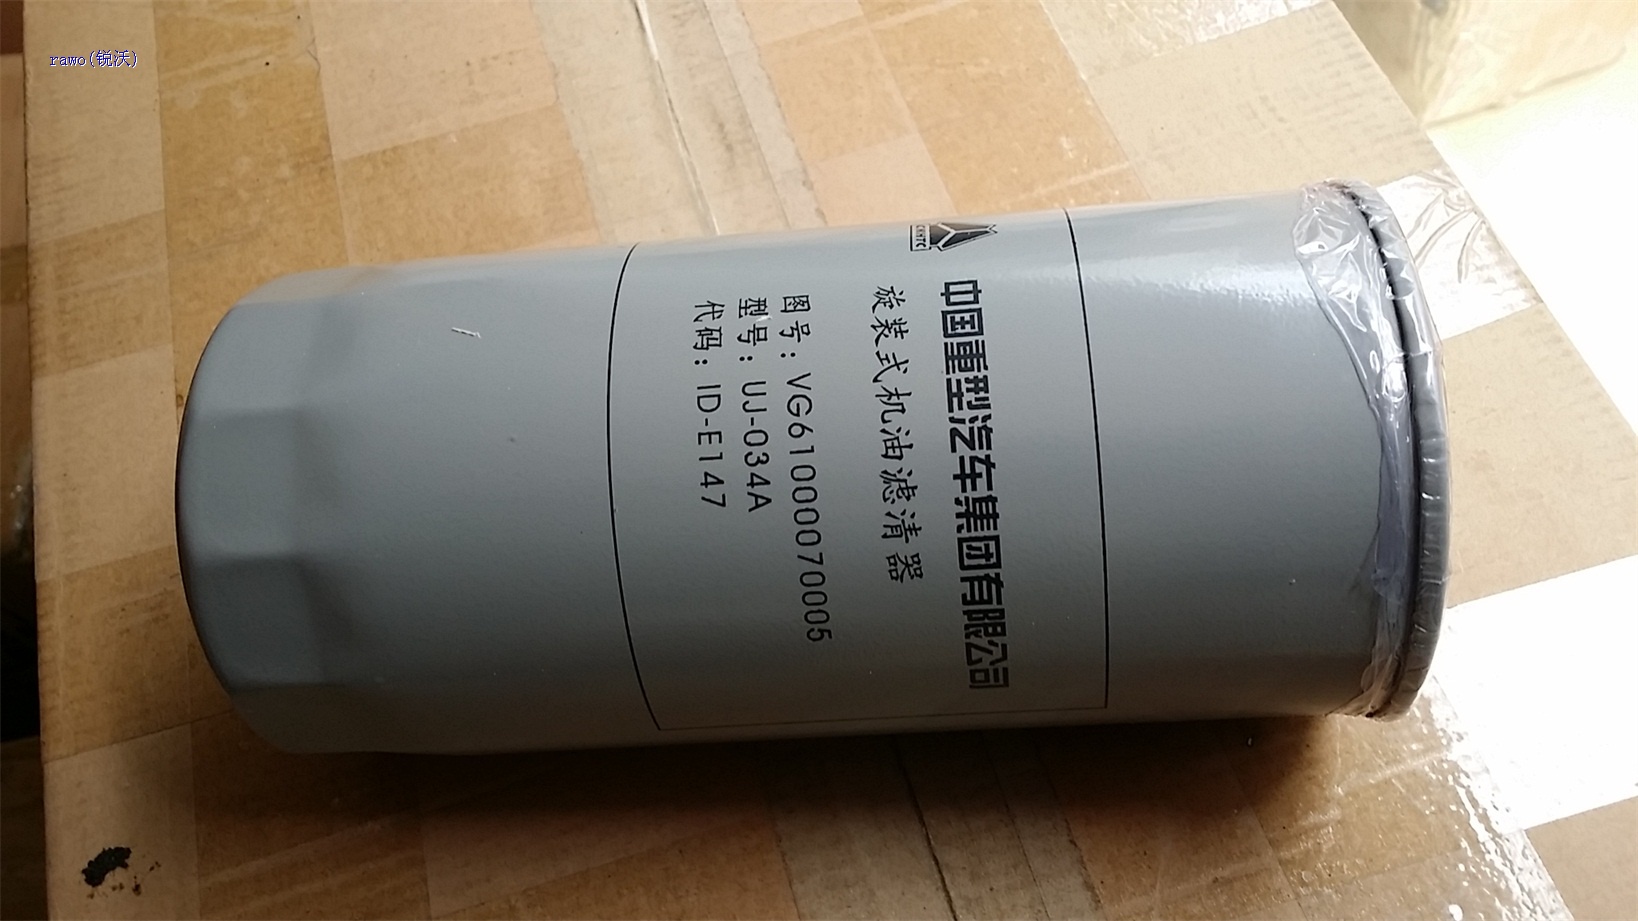 rawo(锐沃)
中国重型汽车集团有限公司
旋装式机油滤清器
图号：VG61000070005
型号：UJ-034A
代码：ID-E147